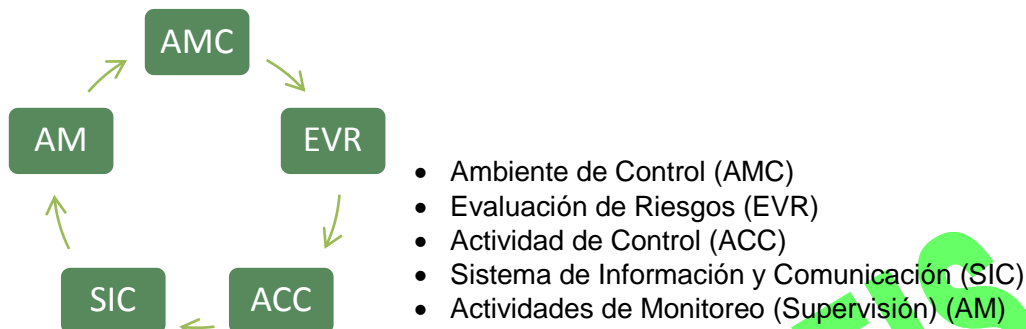 AMC
AM
EVR
SIC
ACC
• Ambiente de Control (AMC)
• Evaluación de Riesgos (EVR)
• Actividad de Control (ACC)
• Sistema de Información y Comunicación (SIC)
• Actividades de Monitoreo (Supervisión) (AM)